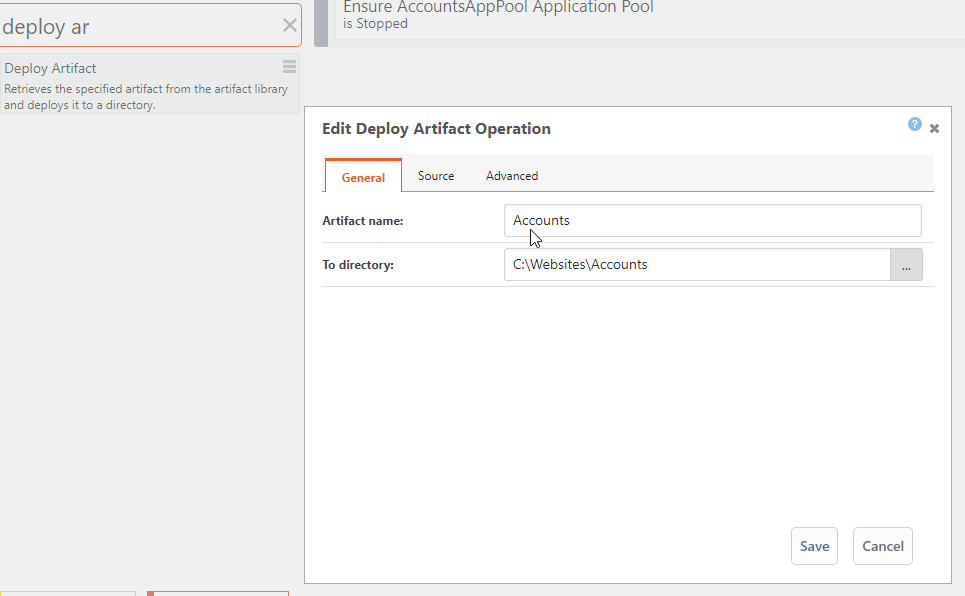 deploy ar
Deploy Artifact
Retrieves the specified artifact from the artifact library
and deploys it to a directory.
Ensure AccountsAppPool Application Pool
is Stopped
Edit Deploy Artifact Operation
?
General Source Advanced
Artifact name: Accounts
To directory: C:\Websites\Accounts ...
Save Cancel